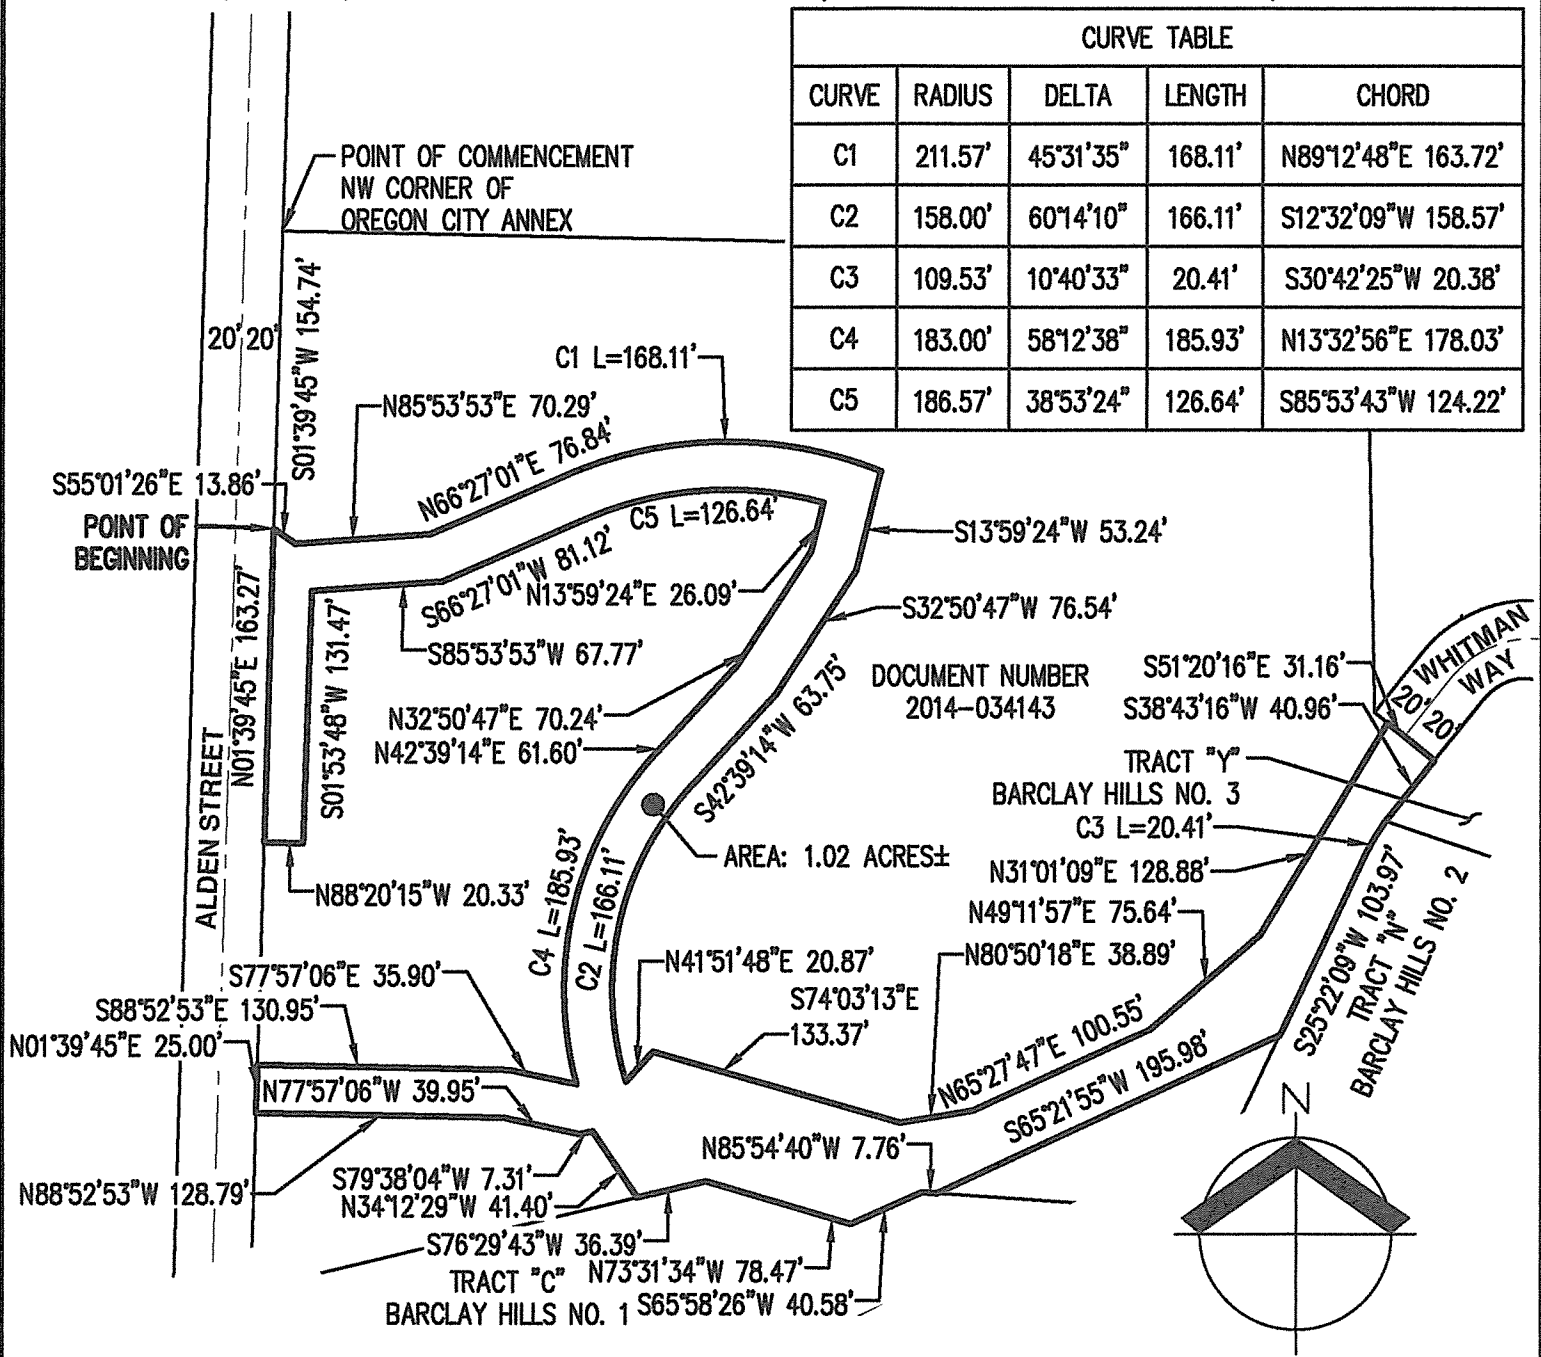 CURVE TABLE
CURVE RADIUS DELTA LENGTH CHORD
C1 211.57' 45°31'35" 168.11' N89°12'48"E 163.72'
C2 158.00' 60°14'10" 166.11' S12°32'09"W 158.57'
C3 109.53' 10°40'33" 20.41' S30°42'25"W 20.38'
C4 183.00' 58°12'38" 185.93' N13°32'56"E 178.03'
C5 186.57' 38°53'24" 126.64' S85°53'43"W 124.22'
POINT OF COMMENCEMENT
NW CORNER OF
OREGON CITY ANNEX
20' 20'
S01°39'45"W 154.74'
C1 L=168.11'
N85°53'53"E 70.29'
N66°27'01"E 76.84'
S55°01'26"E 13.86'
POINT OF
BEGINNING
C5 L=126.64'
S66°27'01"W 81.12'
S13°59'24"W 53.24'
N13°59'24"E 26.09'
S32°50'47"W 76.54'
N01°39'45"E 163.27'
S01°53'48"W 131.47'
S85°53'53"W 67.77'
WHITMAN
WAY
20' 20'
S51°20'16"E 31.16'
S38°43'16"W 40.96'
DOCUMENT NUMBER
2014-034143
N32°50'47"E 70.24'
N42°39'14"E 61.60'
S42°39'14"W 63.75'
TRACT "Y"
BARCLAY HILLS NO. 3
C3 L=20.41'
ALDEN STREET
AREA: 1.02 ACRES±
N31°01'09"E 128.88'
N88°20'15"W 20.33'
C4 L=185.93'
C2 L=166.11'
N49°11'57"E 75.64'
N80°50'18"E 38.89'
N41°51'48"E 20.87'
S74°03'13"E
133.37'
S25°22'09"W 103.97'
TRACT "N"
BARCLAY HILLS NO. 2
S77°57'06"E 35.90'
S88°52'53"E 130.95'
N01°39'45"E 25.00'
N77°57'06"W 39.95'
N65°27'47"E 100.55'
S65°21'55"W 195.98'
N85°54'40"W 7.76'
S79°38'04"W 7.31'
N88°52'53"W 128.79'
N34°12'29"W 41.40'
S76°29'43"W 36.39'
N73°31'34"W 78.47'
TRACT "C"
BARCLAY HILLS NO. 1
S65°58'26"W 40.58'
N